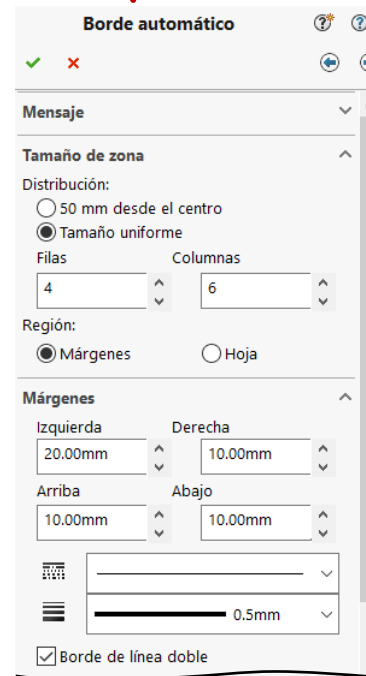 Borde automático
Mensaje
Tamaño de zona
Distribución:
50 mm desde el centro
Tamaño uniforme
Filas Columnas
4 6
Región:
Márgenes Hoja
Márgenes
Izquierda Derecha
20.00mm 10.00mm
Arriba Abajo
10.00mm 10.00mm
0.5mm
Borde de línea doble